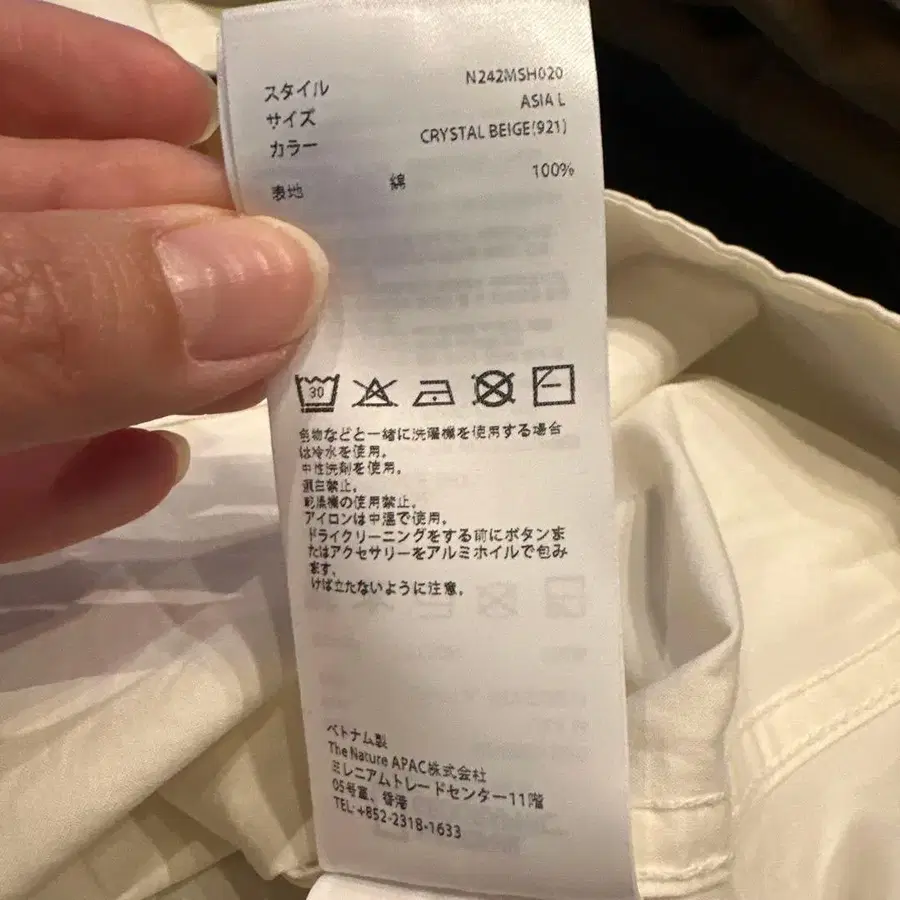 スタイル N242MSH020
サイズ ASIA L
カラー CRYSTAL BEIGE(921)
表地 綿 100%
30
色物などと一緒に洗濯機を使用する場合
は冷水を使用。
中性洗剤を使用。
漂白禁止。
乾燥機の使用禁止。
アイロンは中温で使用。
ドライクリーニングをする前にボタンま
たはアクセサリーをアルミホイルで包み
ます。
けば立たないように注意。
ベトナム製
The Nature APAC株式会社
ミレニアムトレードセンター11階
05号室、香港
TEL:+852-2318-1633